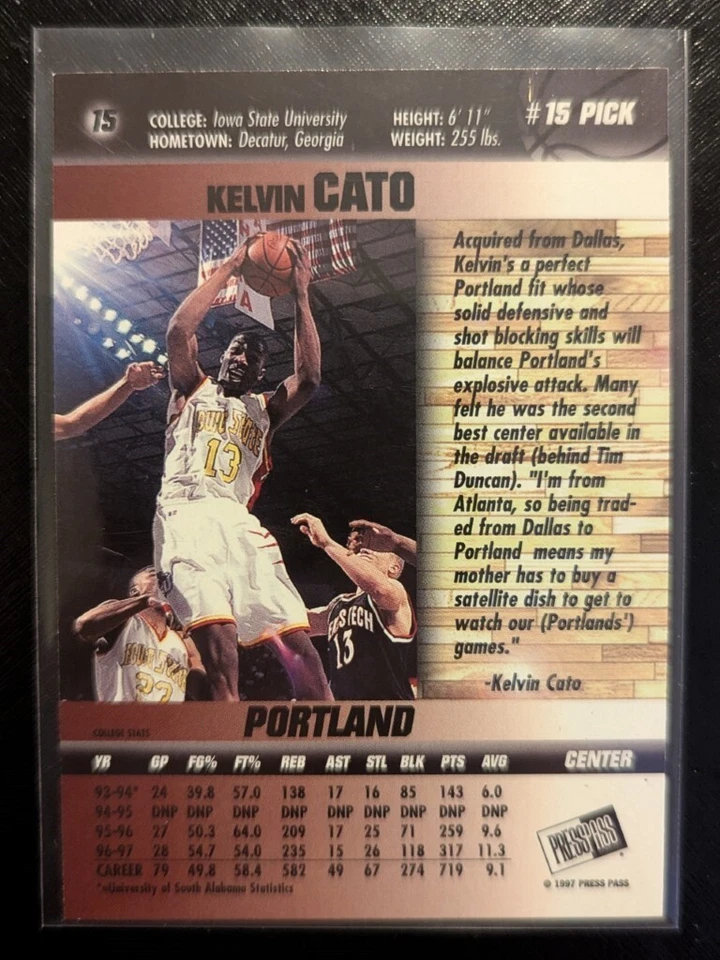 15
COLLEGE: Iowa State University
HOMETOWN: Decatur, Georgia
HEIGHT: 6' 11"
WEIGHT: 255 lbs.
#15 PICK
KELVIN CATO
Acquired from Dallas,
Kelvin's a perfect
Portland fit whose
solid defensive and
shot blocking skills will
balance Portland's
explosive attack. Many
felt he was the second
best center available in
the draft (behind Tim
Duncan). "I'm from
Atlanta, so being trad-
ed from Dallas to
Portland means my
mother has to buy a
satellite dish to get to
watch our (Portlands')
games."
-Kelvin Cato
13
13
PORTLAND
COLLEGE STATS
YR GP FG% FT% REB AST STL BLK PTS AVG
CENTER
93-94* 24 39.8 57.0 138 17 16 85 143 6.0
94-95 DNP DNP DNP DNP DNP DNP DNP DNP DNP
95-96 27 50.3 64.0 209 17 25 71 259 9.6
96-97 28 54.7 54.0 235 15 26 118 317 11.3
CAREER 79 49.8 58.4 582 49 67 274 719 9.1
*=University of South Alabama Statistics
PRESS PASS
© 1997 PRESS PASS